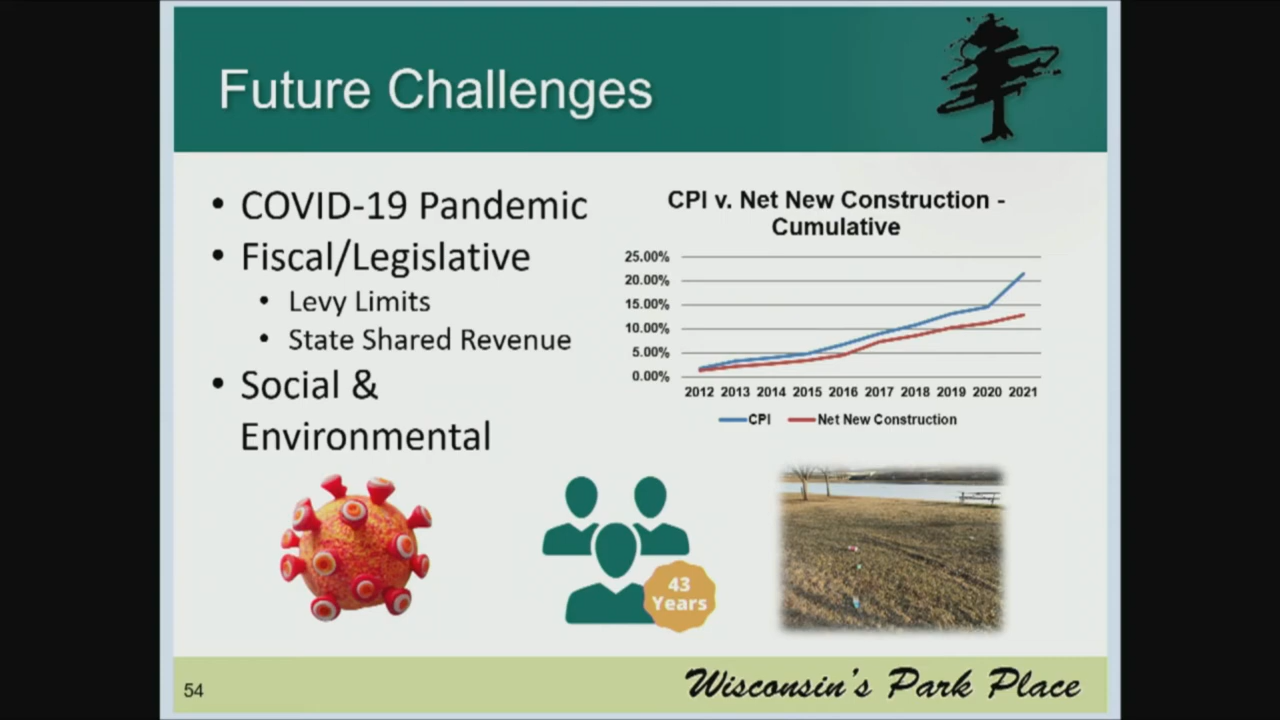 Future Challenges
• COVID-19 Pandemic
• Fiscal/Legislative
• Levy Limits
• State Shared Revenue
• Social &
Environmental
CPI v. Net New Construction -
Cumulative
25.00%
20.00%
15.00%
10.00%
5.00%
0.00%
2012 2013 2014 2015 2016 2017 2018 2019 2020 2021
CPI Net New Construction
43
Years
54
Wisconsin's Park Place